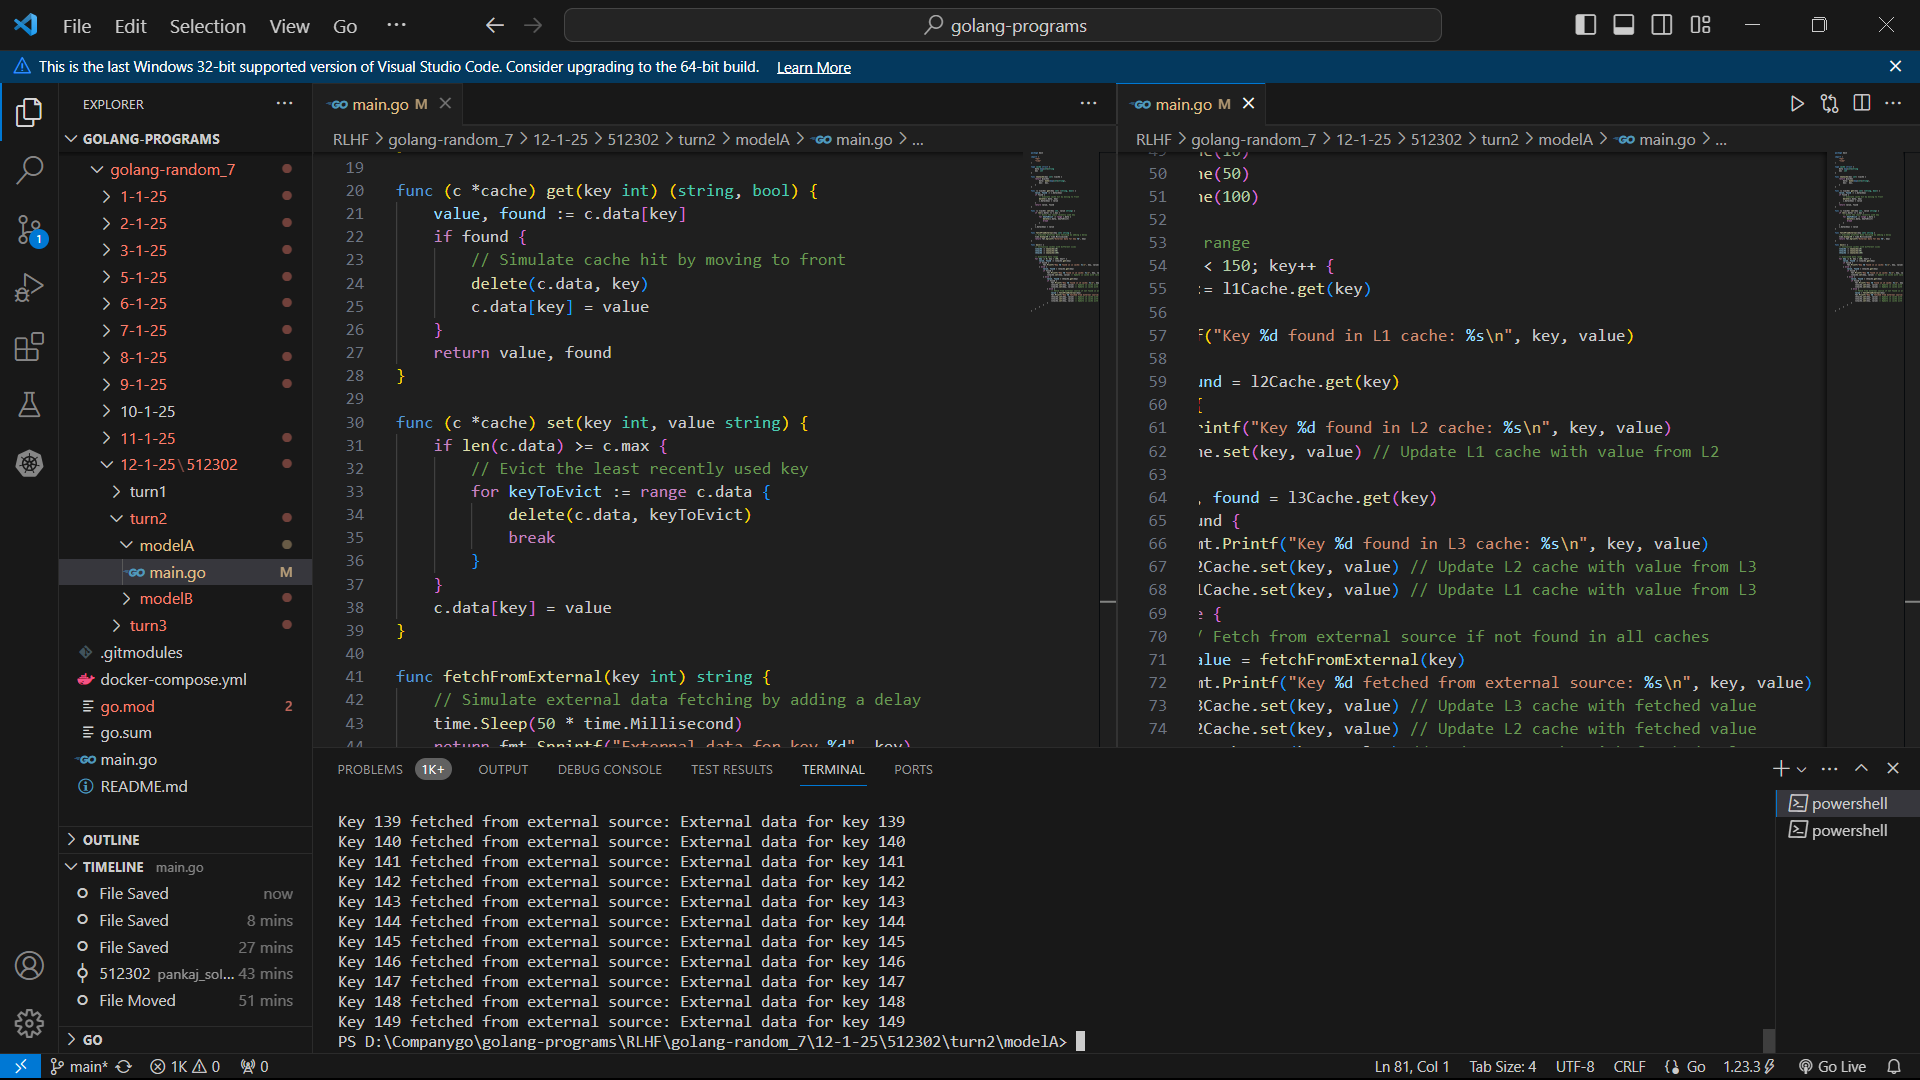 File Edit Selection View Go ···
golang-programs
This is the last Windows 32-bit supported version of Visual Studio Code. Consider upgrading to the 64-bit build. Learn More
EXPLORER
GOLANG-PROGRAMS
golang-random_7
1-1-25
2-1-25
3-1-25
5-1-25
6-1-25
7-1-25
8-1-25
9-1-25
10-1-25
11-1-25
12-1-25\512302
turn1
turn2
modelA
main.go M
modelB
turn3
.gitmodules
docker-compose.yml
go.mod 2
go.sum
main.go
README.md
OUTLINE
TIMELINE main.go
File Saved now
File Saved 8 mins
File Saved 27 mins
512302 pankaj_sol... 43 mins
File Moved 51 mins
GO
main.go M
RLHF > golang-random_7 > 12-1-25 > 512302 > turn2 > modelA > main.go > ...
19
20 func (c *cache) get(key int) (string, bool) {
21 value, found := c.data[key]
22 if found {
23 // Simulate cache hit by moving to front
24 delete(c.data, key)
25 c.data[key] = value
26 }
27 return value, found
28 }
29
30 func (c *cache) set(key int, value string) {
31 if len(c.data) >= c.max {
32 // Evict the least recently used key
33 for keyToEvict := range c.data {
34 delete(c.data, keyToEvict)
35 break
36 }
37 }
38 c.data[key] = value
39 }
40
41 func fetchFromExternal(key int) string {
42 // Simulate external data fetching by adding a delay
43 time.Sleep(50 * time.Millisecond)
44 return fmt.Sprintf("External data for key %d", key)
main.go M
RLHF > golang-random_7 > 12-1-25 > 512302 > turn2 > modelA > main.go > ...
50 he(50)
51 he(100)
52
53 range
54 < 150; key++ {
55 := l1Cache.get(key)
56
57 f("Key %d found in L1 cache: %s\n", key, value)
58
59 und = l2Cache.get(key)
60 {
61 rintf("Key %d found in L2 cache: %s\n", key, value)
62 he.set(key, value) // Update L1 cache with value from L2
63
64 , found = l3Cache.get(key)
65 und {
66 mt.Printf("Key %d found in L3 cache: %s\n", key, value)
67 2Cache.set(key, value) // Update L2 cache with value from L3
68 1Cache.set(key, value) // Update L1 cache with value from L3
69 e {
70 / Fetch from external source if not found in all caches
71 alue = fetchFromExternal(key)
72 mt.Printf("Key %d fetched from external source: %s\n", key, value)
73 3Cache.set(key, value) // Update L3 cache with fetched value
74 2Cache.set(key, value) // Update L2 cache with fetched value
PROBLEMS 1K+ OUTPUT DEBUG CONSOLE TEST RESULTS TERMINAL PORTS
Key 139 fetched from external source: External data for key 139
Key 140 fetched from external source: External data for key 140
Key 141 fetched from external source: External data for key 141
Key 142 fetched from external source: External data for key 142
Key 143 fetched from external source: External data for key 143
Key 144 fetched from external source: External data for key 144
Key 145 fetched from external source: External data for key 145
Key 146 fetched from external source: External data for key 146
Key 147 fetched from external source: External data for key 147
Key 148 fetched from external source: External data for key 148
Key 149 fetched from external source: External data for key 149
PS D:\Companygo\golang-programs\RLHF\golang-random_7\12-1-25\512302\turn2\modelA>
powershell
powershell
main* 1K 0 0
Ln 81, Col 1 Tab Size: 4 UTF-8 CRLF Go 1.23.3 Go Live